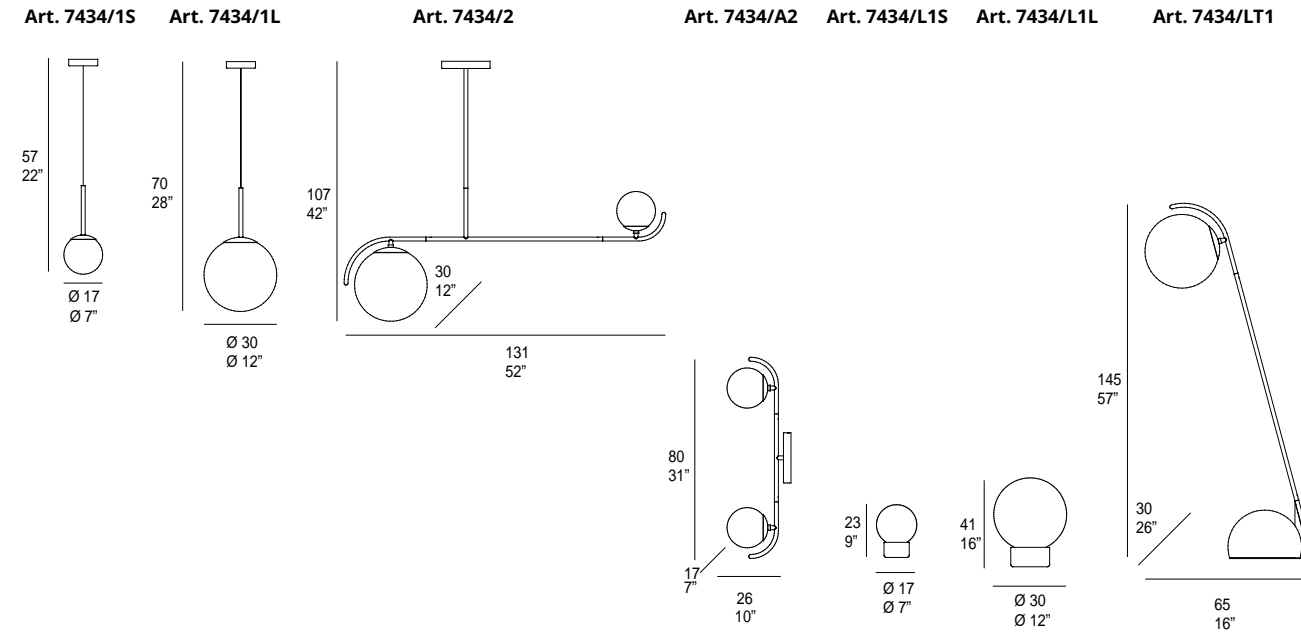 Art. 7434/1S
Art. 7434/1L
Art. 7434/2
Art. 7434/A2
Art. 7434/L1S
Art. 7434/L1L
Art. 7434/LT1
57
22”
Ø 17
Ø 7”
70
28”
Ø 30
Ø 12”
107
42”
30
12”
131
52”
80
31”
17
7”
26
10”
23
9”
Ø 17
Ø 7”
41
16”
Ø 30
Ø 12”
145
57”
30
26”
65
16”